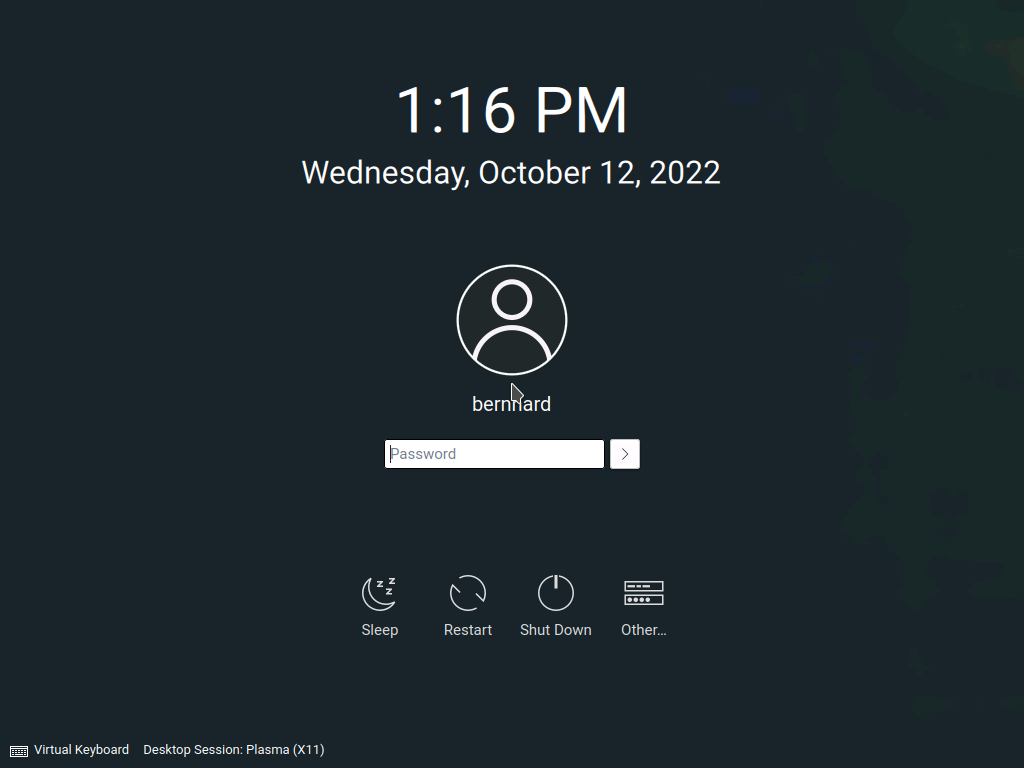 1:16 PM
Wednesday, October 12, 2022
bernhard
Password
Sleep
Restart
Shut Down
Other...
Virtual Keyboard
Desktop Session: Plasma (X11)